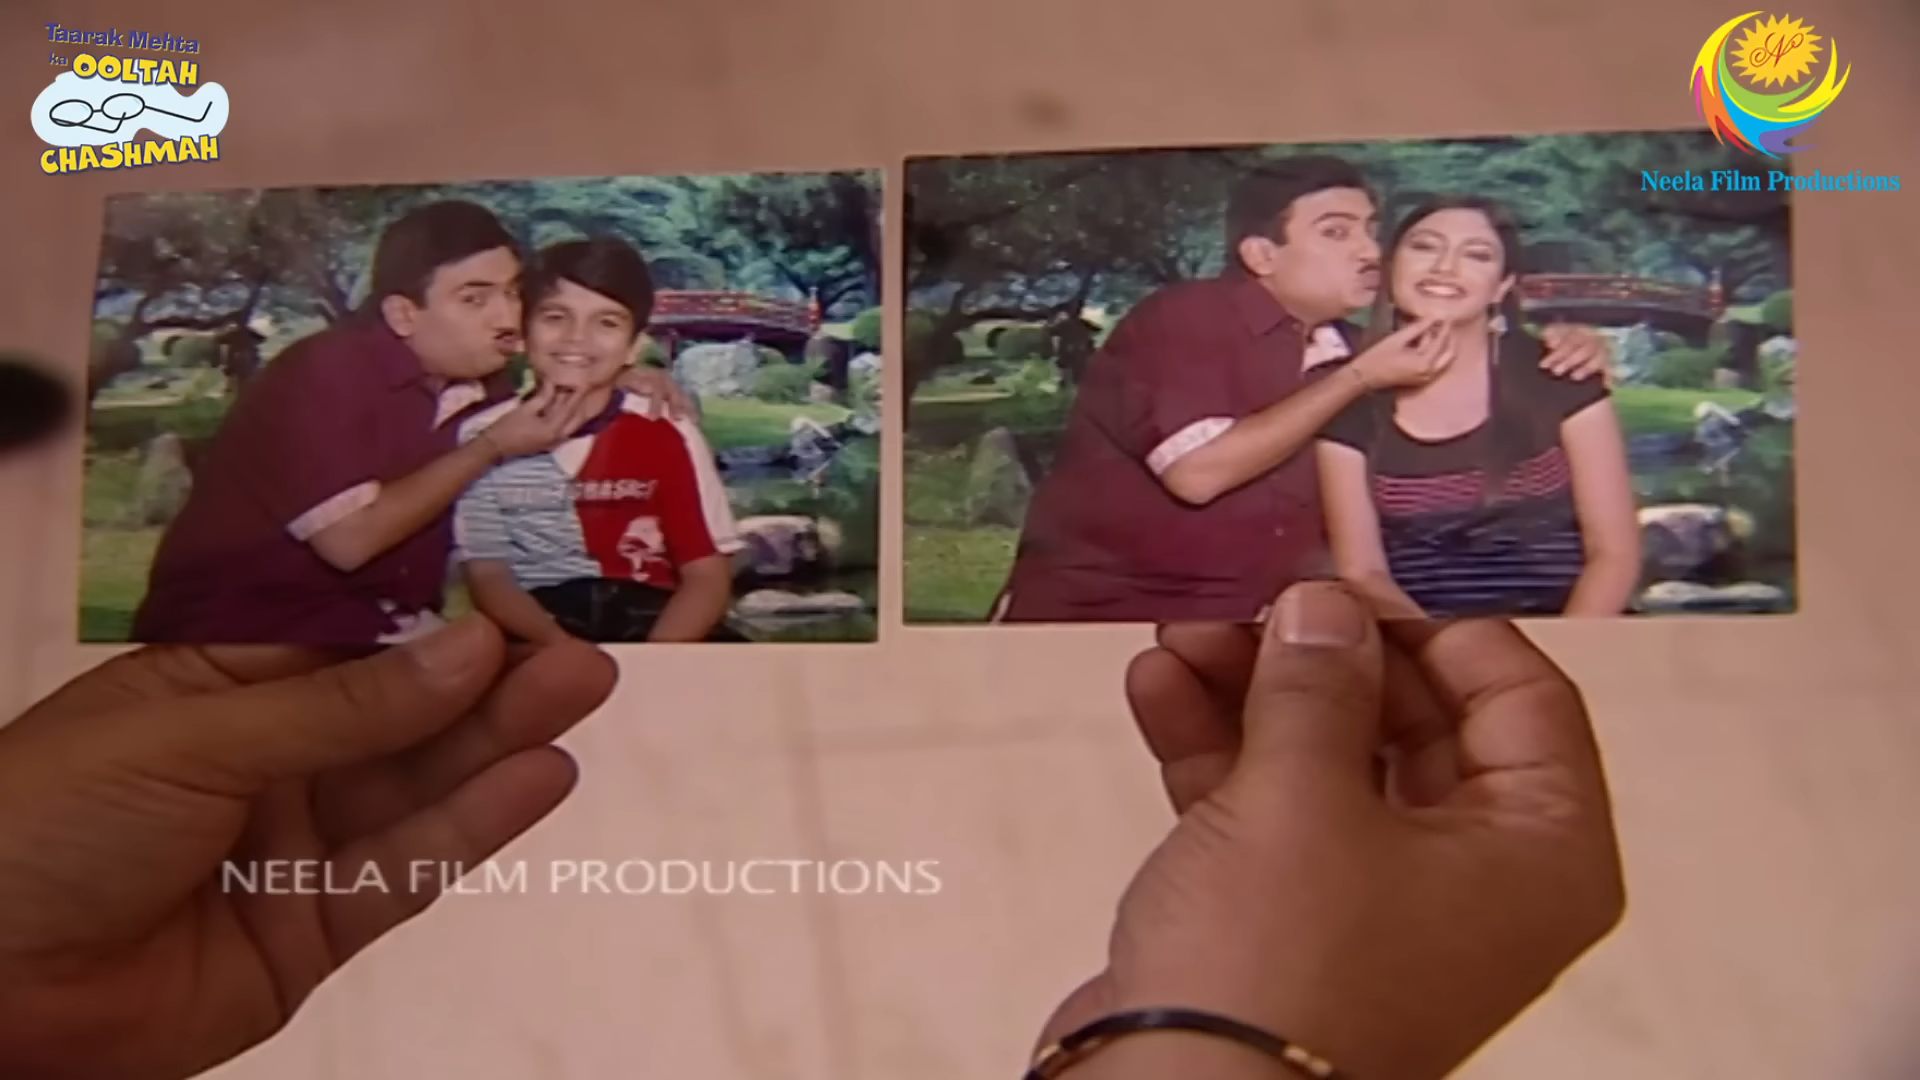 Taarak Mehta
ka OOLTAH
CHASHMAH
Neela Film Productions
NEELA FILM PRODUCTIONS